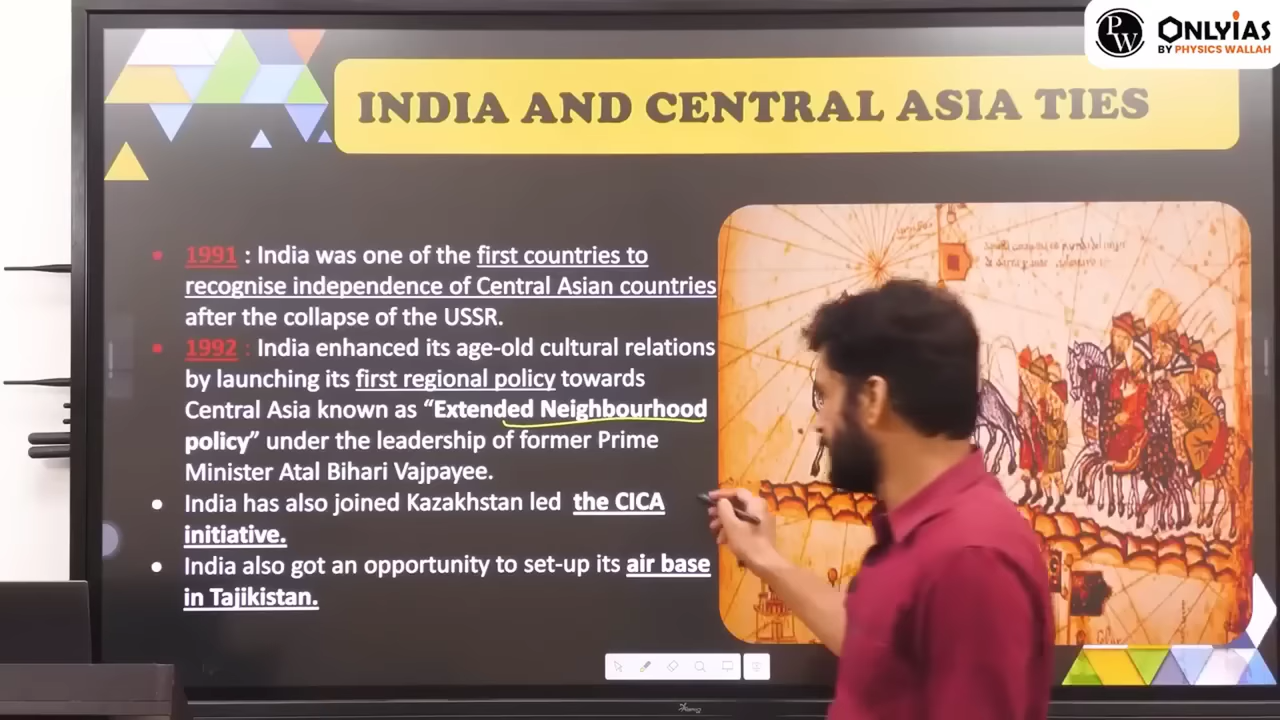 PW
ONLYIAS
BY PHYSICS WALLAH
INDIA AND CENTRAL ASIA TIES
• 1991 : India was one of the first countries to
recognise independence of Central Asian countries
after the collapse of the USSR.
• 1992 : India enhanced its age-old cultural relations
by launching its first regional policy towards
Central Asia known as “Extended Neighbourhood
policy” under the leadership of former Prime
Minister Atal Bihari Vajpayee.
• India has also joined Kazakhstan led the CICA
initiative.
• India also got an opportunity to set-up its air base
in Tajikistan.